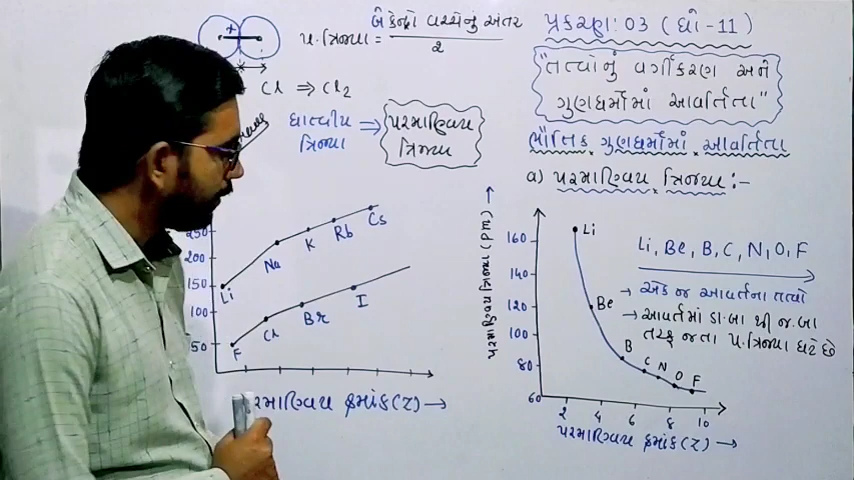 પ્રકરણ: 03 (ધો-11)
"તત્વોનું વર્ગીકરણ અને
ગુણધર્મોમાં આવર્તિતા"
ભૌતિક ગુણધર્મોમાં આવર્તિતા
a) પરમાણ્વિય ત્રિજ્યા :-
x
પ. ત્રિજ્યા = બે કેન્દ્રો વચ્ચેનું અંતર
2
Cl ⇒ Cl2
ધાત્વીય
ત્રિજ્યા
⇒
પરમાણ્વિય
ત્રિજ્યા
250
200
150
100
50
Li
Na
K
Rb
Cs
F
Cl
Br
I
પરમાણ્વિય ક્રમાંક(Z) →
પરમાણ્વિય ત્રિજ્યા (pm) →
160
140
120
100
80
60
Li
Be
B
C
N
O
F
2 4 6 8 10
પરમાણ્વિય ક્રમાંક(Z) →
Li, Be, B, C, N, O, F
→ એક જ આવર્તના તત્વો
→ આવર્તમાં ડા.બા થી જ.બા
તરફ જતા પ.ત્રિજ્યા ઘટે છે